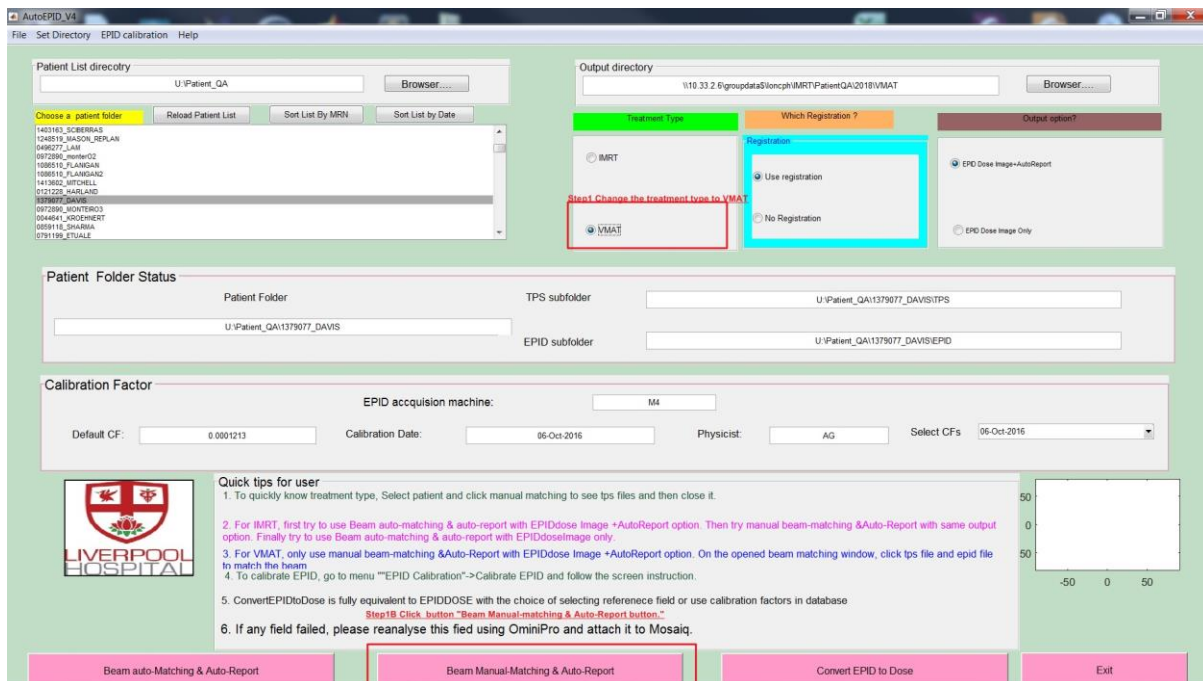 AutoEPID_V4
File Set Directory EPID calibration Help
Patient List direcotry
U:\Patient_QA
Browser....
Output directory
\\10.33.2.6\groupdata$\loncph\IMRT\PatientQA\2018\VMAT
Browser....
Choose a patient folder
Reload Patient List
Sort List By MRN
Sort List by Date
1403163_SCIBERRAS
1248519_MASON_REPLAN
0496277_LAM
0972890_monterO2
1086510_FLANIGAN
1086510_FLANIGAN2
1413602_MITCHELL
0121228_HARLAND
1379077_DAVIS
0972890_MONTEIRO3
0044641_KROEHNERT
0859118_SHARMA
0791199_ETUALE
Treatment Type
Which Registration ?
Output option?
IMRT
Step1 Change the treatment type to VMAT
VMAT
Registration
Use registration
No Registration
EPID Dose Image+AutoReport
EPID Dose Image Only
Patient Folder Status
Patient Folder
U:\Patient_QA\1379077_DAVIS
TPS subfolder
U:\Patient_QA\1379077_DAVIS\TPS
EPID subfolder
U:\Patient_QA\1379077_DAVIS\EPID
Calibration Factor
EPID accquision machine:
M4
Default CF:
0.0001213
Calibration Date:
06-Oct-2016
Physicist:
AG
Select CFs
06-Oct-2016
LIVERPOOL
HOSPITAL
Quick tips for user
1. To quickly know treatment type, Select patient and click manual matching to see tps files and then close it.
2. For IMRT, first try to use Beam auto-matching & auto-report with EPIDdose Image +AutoReport option. Then try manual beam-matching &Auto-Report with same output
option. Finally try to use Beam auto-matching & auto-report with EPIDdoseImage only.
3. For VMAT, only use manual beam-matching &Auto-Report with EPIDdose Image +AutoReport option. On the opened beam matching window, click tps file and epid file
to match the beam
4. To calibrate EPID, go to menu ""EPID Calibration"->Calibrate EPID and follow the screen instruction.
5. ConvertEPIDtoDose is fully equivalent to EPIDDOSE with the choice of selecting referenece field or use calibration factors in database
Step1B Click button "Beam Manual-matching & Auto-Report button."
6. If any field failed, please reanalyse this fied using OminiPro and attach it to Mosaiq.
50
0
50
-50 0 50
Beam auto-Matching & Auto-Report
Beam Manual-Matching & Auto-Report
Convert EPID to Dose
Exit